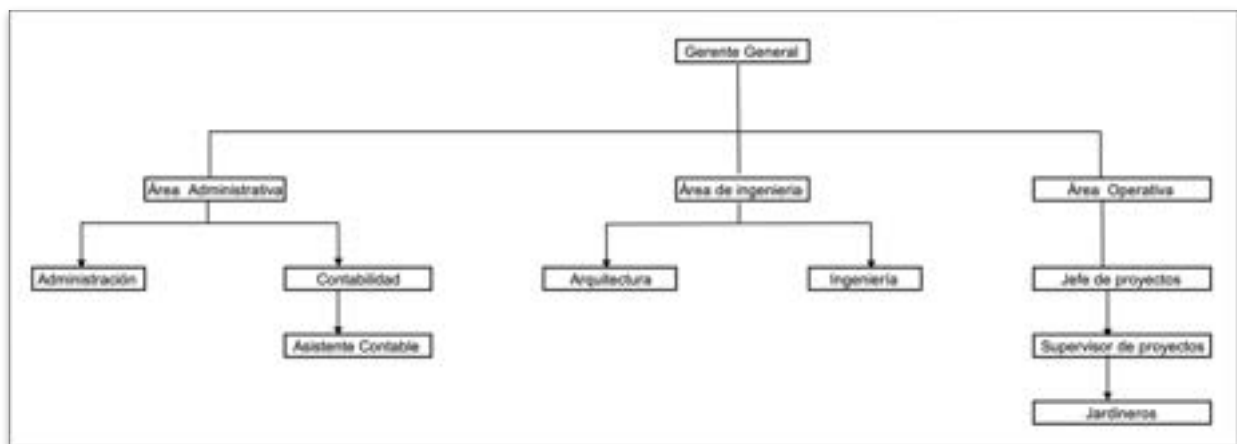 Gerente General
Área Administrativa
Área de ingenieria
Área Operativa
Administración
Contabilidad
Arquitectura
Ingeniería
Jefe de proyectos
Asistente Contable
Supervisor de proyectos
Jardineros